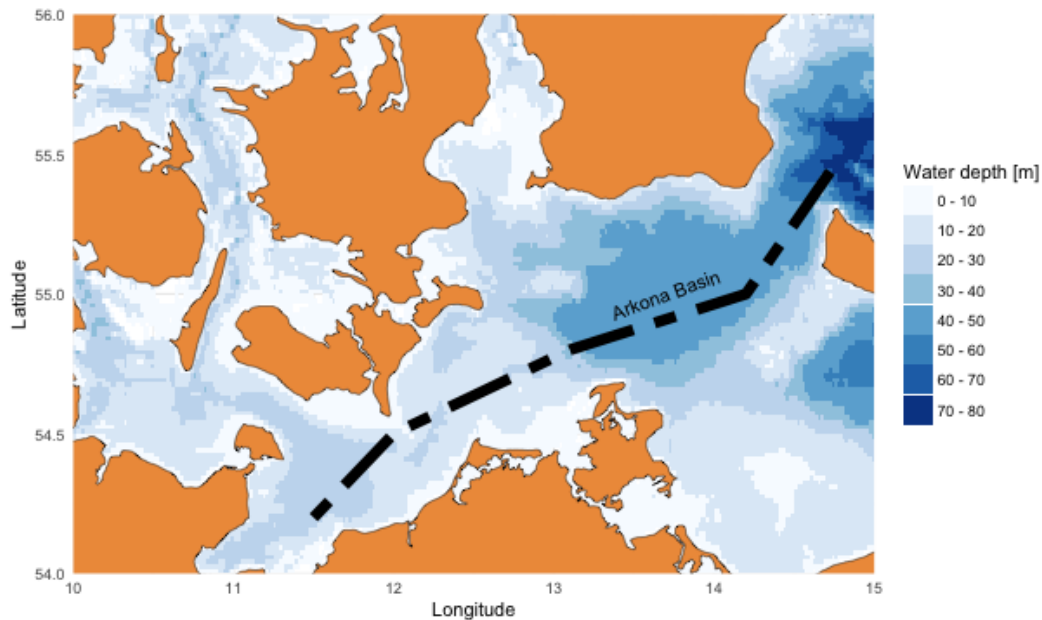 56.0
55.5
55.0
54.5
54.0
Latitude
10
11
12
13
14
15
Longitude
Arkona Basin
Water depth [m]
0 - 10
10 - 20
20 - 30
30 - 40
40 - 50
50 - 60
60 - 70
70 - 80